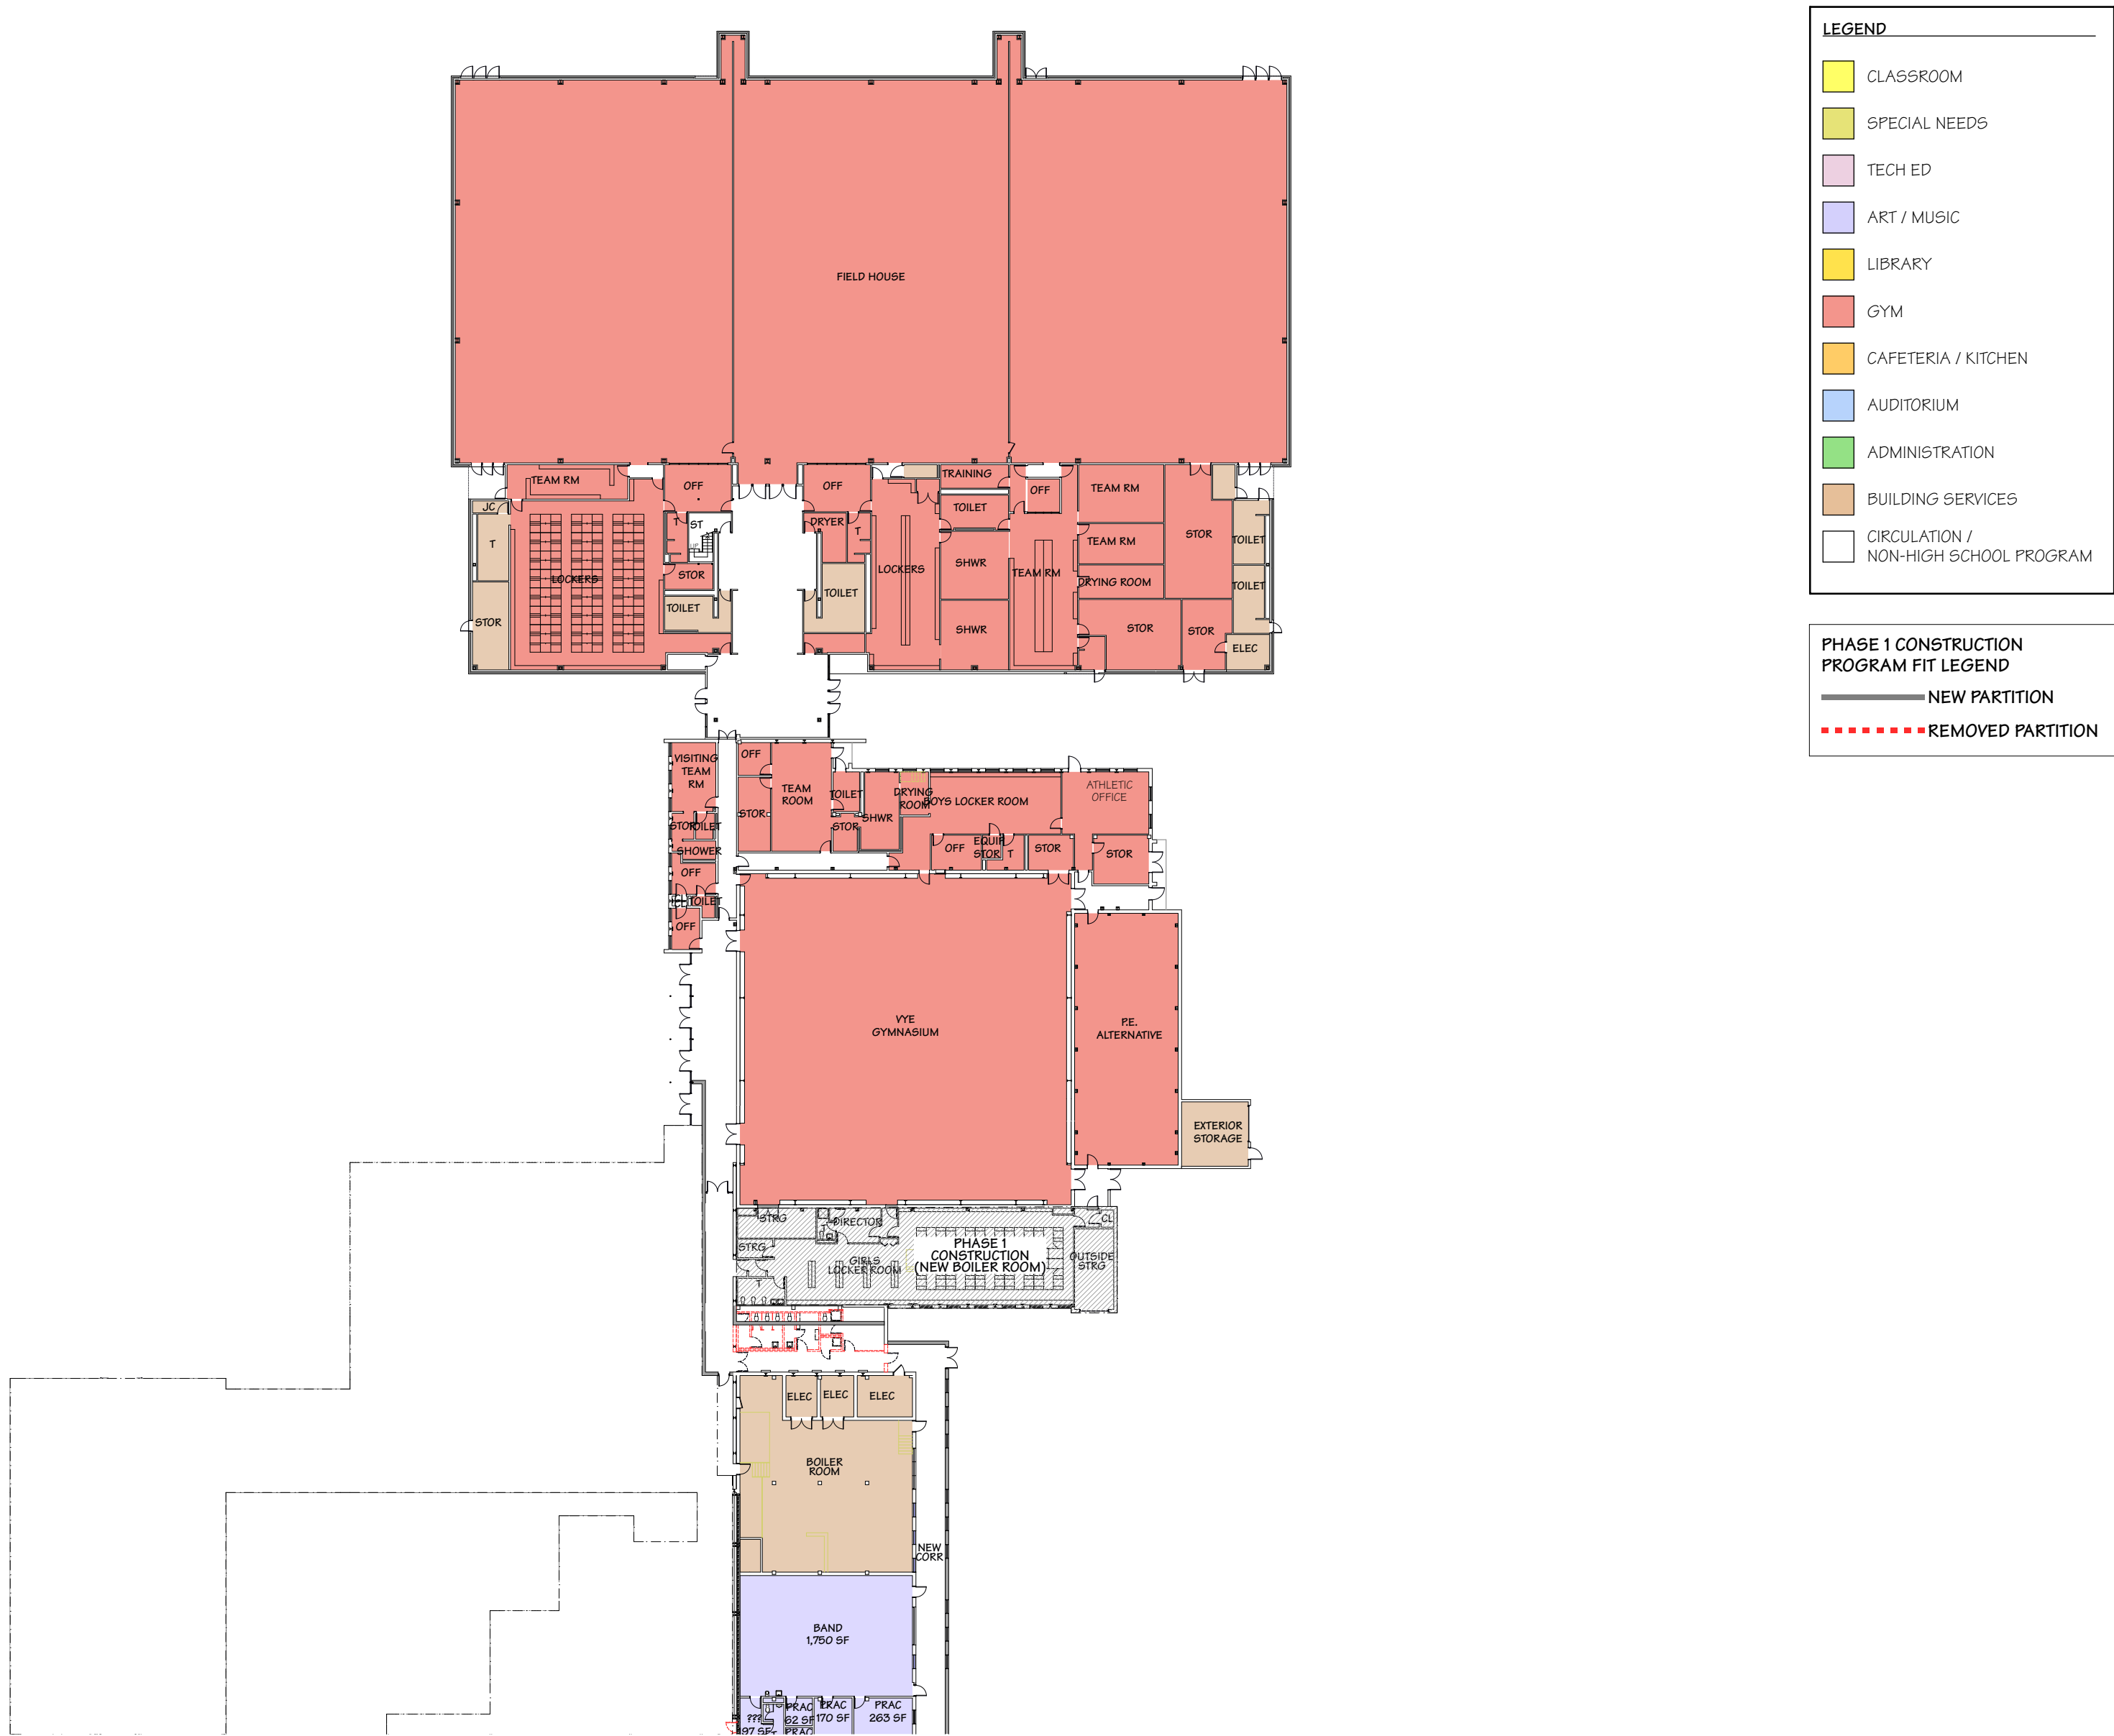 LEGEND
CLASSROOM
SPECIAL NEEDS
TECH ED
ART / MUSIC
LIBRARY
GYM
CAFETERIA / KITCHEN
AUDITORIUM
ADMINISTRATION
BUILDING SERVICES
CIRCULATION /
NON-HIGH SCHOOL PROGRAM
PHASE 1 CONSTRUCTION
PROGRAM FIT LEGEND
NEW PARTITION
REMOVED PARTITION
FIELD HOUSE
TEAM RM
OFF
OFF
TRAINING
OFF
TEAM RM
JC
T
LOCKERS
STOR
T
ST
UP
STOR
TOILET
DRYER
T
TOILET
LOCKERS
TOILET
SHWR
SHWR
TEAM RM
TEAM RM
DRYING ROOM
STOR
STOR
STOR
TOILET
TOILET
ELEC
VISITING
TEAM
RM
STOR
TOILET
SHOWER
OFF
CL
TOILET
OFF
OFF
STOR
TEAM
ROOM
TOILET
STOR
SHWR
DRYING
ROOM
BOYS LOCKER ROOM
ATHLETIC
OFFICE
OFF
EQUIP
STOR
T
STOR
STOR
VYE
GYMNASIUM
P.E.
ALTERNATIVE
EXTERIOR
STORAGE
STRG
T
DIRECTOR
CL
STRG
GIRLS
LOCKER ROOM
PHASE 1
CONSTRUCTION
(NEW BOILER ROOM)
OUTSIDE
STRG
T
ELEC
ELEC
ELEC
BOILER
ROOM
NEW
CORR
BAND
1,750 SF
???
97 SF
PRAC
62 SF
PRAC
PRAC
170 SF
PRAC
263 SF